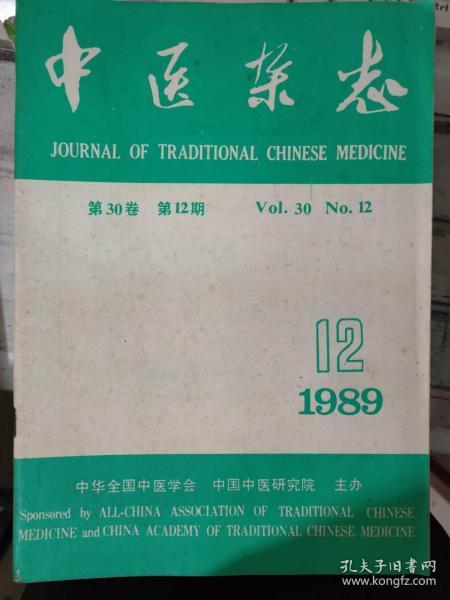 中医杂志
JOURNAL OF TRADITIONAL CHINESE MEDICINE
第30卷 第12期 Vol. 30 No. 12
12
1989
中华全国中医学会 中国中医研究院 主办
Sponsored by ALL-CHINA ASSOCIATION OF TRADITIONAL CHINESE
MEDICINE and CHINA ACADEMY OF TRADITIONAL CHINESE MEDICINE
孔夫子旧书网
www.kongfz.com